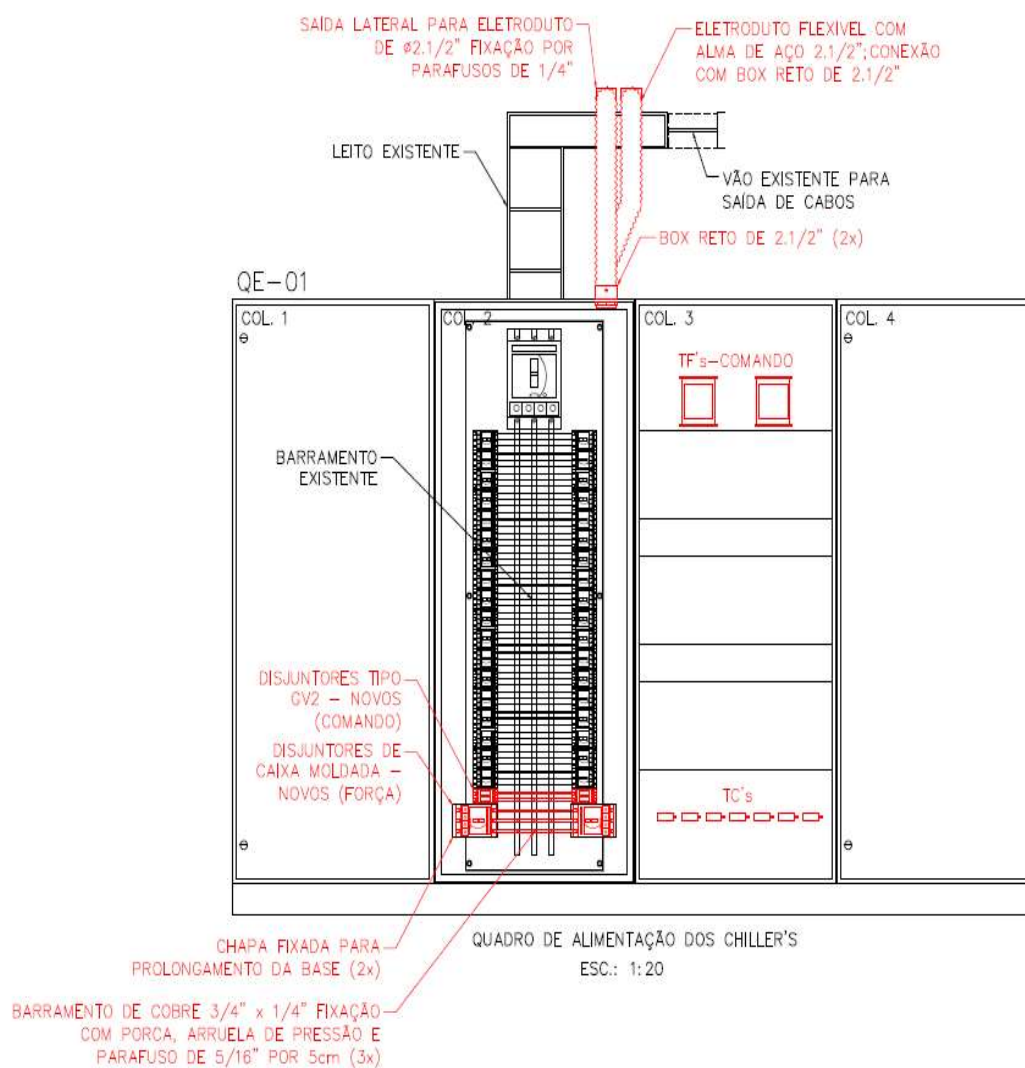 SAÍDA LATERAL PARA ELETRODUTO
DE ø2.1/2" FIXAÇÃO POR
PARAFUSOS DE 1/4"
ELETRODUTO FLEXIVEL COM
ALMA DE AÇO 2.1/2";CONEXÃO
COM BOX RETO DE 2.1/2"
LEITO EXISTENTE
VÃO EXISTENTE PARA
SAÍDA DE CABOS
BOX RETO DE 2.1/2" (2x)
QE-01
COL. 1
COL. 2
COL. 3
COL. 4
TF's-COMANDO
BARRAMENTO
EXISTENTE
DISJUNTORES TIPO
GV2 - NOVOS
(COMANDO)
DISJUNTORES DE
CAIXA MOLDADA -
NOVOS (FORÇA)
TC's
CHAPA FIXADA PARA
PROLONGAMENTO DA BASE (2x)
QUADRO DE ALIMENTAÇÃO DOS CHILLER'S
ESC.: 1:20
BARRAMENTO DE COBRE 3/4" x 1/4" FIXAÇÃO
COM PORCA, ARRUELA DE PRESSÃO E
PARAFUSO DE 5/16" POR 5cm (3x)